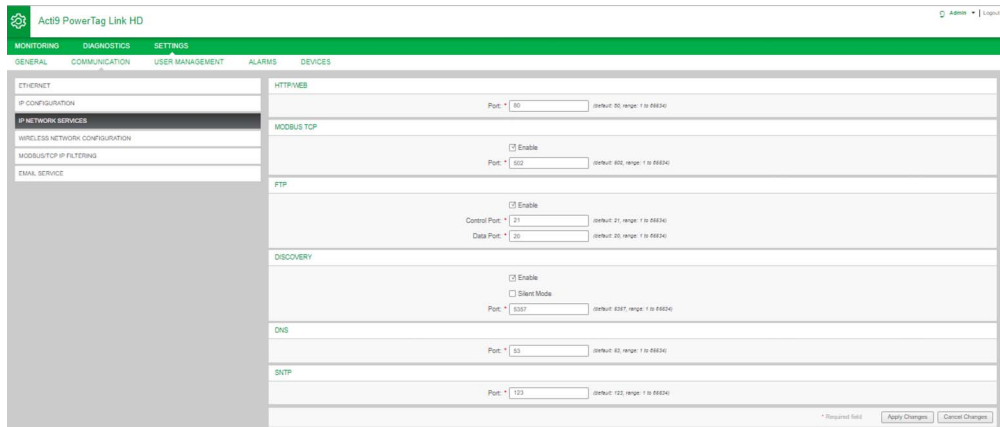 Acti9 PowerTag Link HD
Admin Logout
MONITORING DIAGNOSTICS SETTINGS
GENERAL COMMUNICATION USER MANAGEMENT ALARMS DEVICES
ETHERNET
IP CONFIGURATION
IP NETWORK SERVICES
WIRELESS NETWORK CONFIGURATION
MODBUS/TCP IP FILTERING
EMAIL SERVICE
HTTP/WEB
Port: * 80 (default: 80, range: 1 to 65534)
MODBUS TCP
Enable
Port: * 502 (default: 502, range: 1 to 65534)
FTP
Enable
Control Port: * 21 (default: 21, range: 1 to 65534)
Data Port: * 20 (default: 20, range: 1 to 65534)
DISCOVERY
Enable
Silent Mode
Port: * 5357 (default: 5357, range: 1 to 65534)
DNS
Port: * 53 (default: 53, range: 1 to 65534)
SNTP
Port: * 123 (default: 123, range: 1 to 65534)
* Required field Apply Changes Cancel Changes